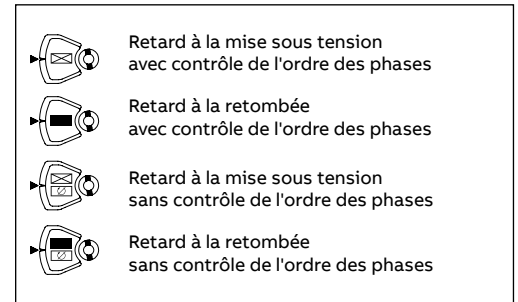 Retard à la mise sous tension
avec contrôle de l'ordre des phases
Retard à la retombée
avec contrôle de l'ordre des phases
Retard à la mise sous tension
sans contrôle de l'ordre des phases
Retard à la retombée
sans contrôle de l'ordre des phases